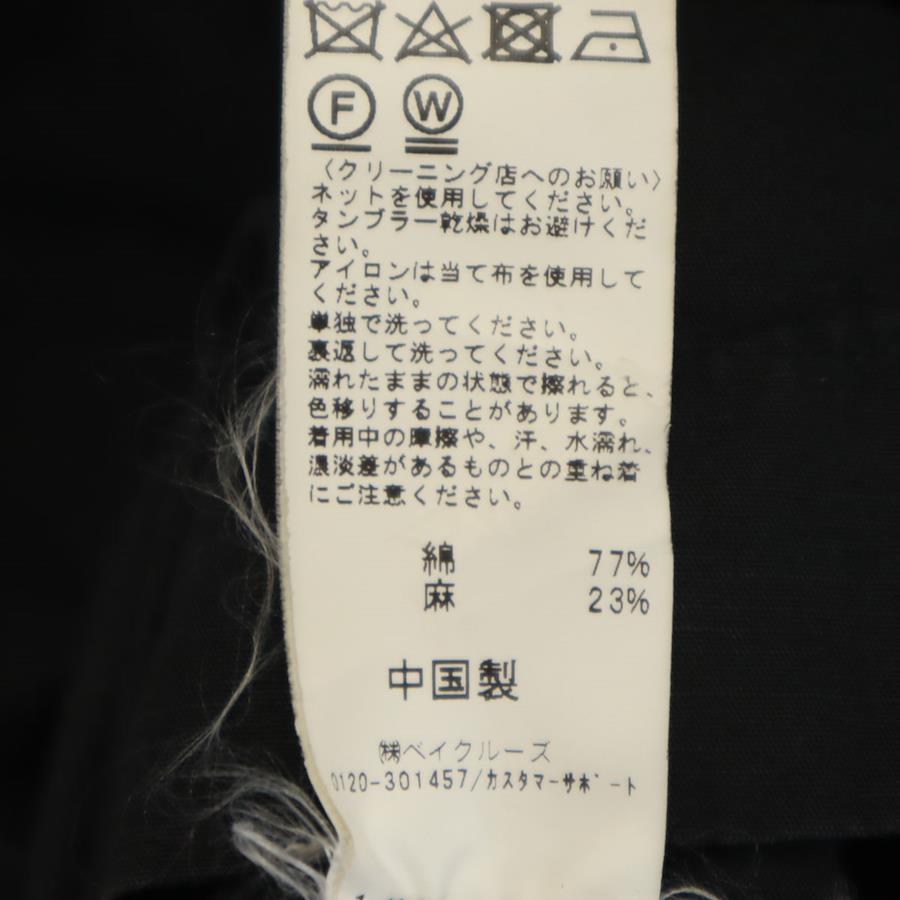 F W
〈クリーニング店へのお願い〉
ネットを使用してください。
タンブラー乾燥はお避けくだ
さい。
アイロンは当て布を使用して
ください。
単独で洗ってください。
裏返して洗ってください。
濡れたままの状態で擦れると、
色移りすることがあります。
着用中の摩擦や、汗、水濡れ、
濃淡差があるものとの重ね着
にご注意ください。
綿 77%
麻 23%
中国製
㈱ベイクルーズ
0120-301457/カスタマーサポート